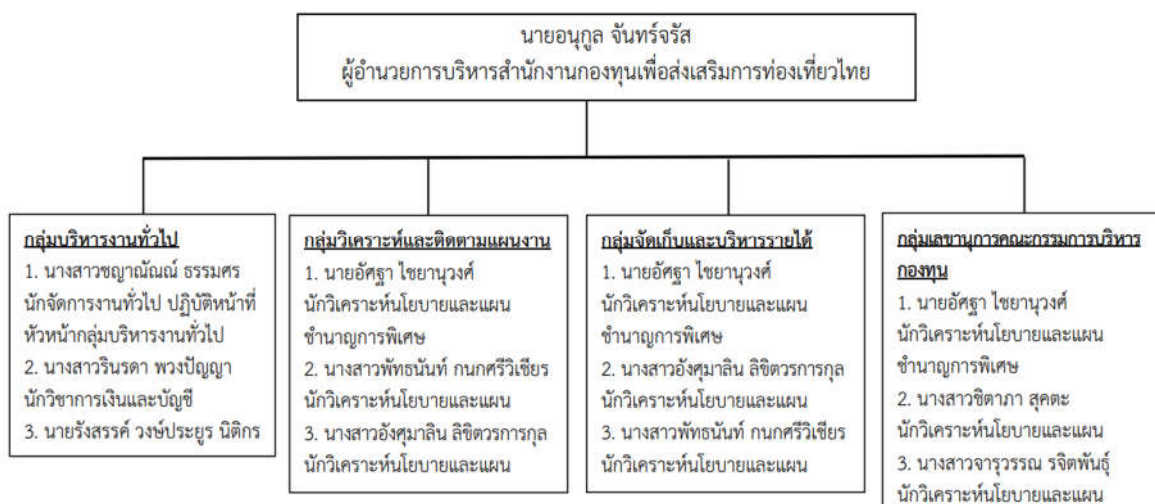 นายอนุกูล จันทร์จรัส
ผู้อำนวยการบริหารสำนักงานกองทุนเพื่อส่งเสริมการท่องเที่ยวไทย
กลุ่มบริหารงานทั่วไป
1. นางสาวชญาณัณณ์ ธรรมศร
นักจัดการงานทั่วไป ปฏิบัติหน้าที่
หัวหน้ากลุ่มบริหารงานทั่วไป
2. นางสาวรินรดา พวงปัญญา
นักวิชาการเงินและบัญชี
3. นายรังสรรค์ วงษ์ประยูร นิติกร
กลุ่มวิเคราะห์และติดตามแผนงาน
1. นายอัศฐา ไชยานุวงศ์
นักวิเคราะห์นโยบายและแผน
ชำนาญการพิเศษ
2. นางสาวพัทธนันท์ กนกศรีวิเชียร
นักวิเคราะห์นโยบายและแผน
3. นางสาวอังศุมาลิน ลิขิตวรการกุล
นักวิเคราะห์นโยบายและแผน
กลุ่มจัดเก็บและบริหารรายได้
1. นายอัศฐา ไชยานุวงศ์
นักวิเคราะห์นโยบายและแผน
ชำนาญการพิเศษ
2. นางสาวอังศุมาลิน ลิขิตวรการกุล
นักวิเคราะห์นโยบายและแผน
3. นางสาวพัทธนันท์ กนกศรีวิเชียร
นักวิเคราะห์นโยบายและแผน
กลุ่มเลขานุการคณะกรรมการบริหาร
กองทุน
1. นายอัศฐา ไชยานุวงศ์
นักวิเคราะห์นโยบายและแผน
ชำนาญการพิเศษ
2. นางสาวชิตาภา สุคตะ
นักวิเคราะห์นโยบายและแผน
3. นางสาวจารุวรรณ รจิตพันธุ์
นักวิเคราะห์นโยบายและแผน